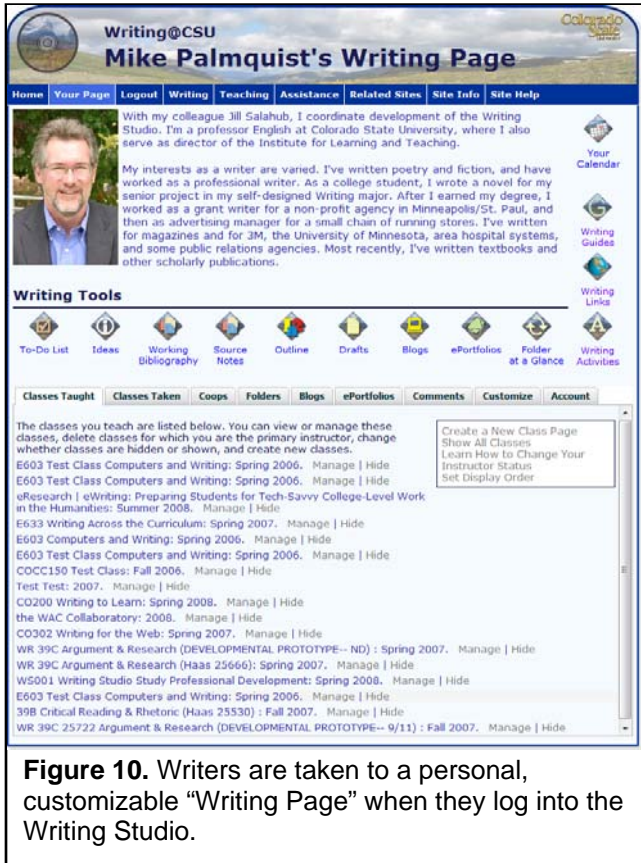 Writing@CSU
Colorado
State
Mike Palmquist's Writing Page
Home Your Page Logout Writing Teaching Assistance Related Sites Site Info Site Help
With my colleague Jill Salahub, I coordinate development of the Writing
Studio. I'm a professor English at Colorado State University, where I also
serve as director of the Institute for Learning and Teaching.
My interests as a writer are varied. I've written poetry and fiction, and have
worked as a professional writer. As a college student, I wrote a novel for my
senior project in my self-designed Writing major. After I earned my degree, I
worked as a grant writer for a non-profit agency in Minneapolis/St. Paul, and
then as advertising manager for a small chain of running stores. I've written
for magazines and for 3M, the University of Minnesota, area hospital systems,
and some public relations agencies. Most recently, I've written textbooks and
other scholarly publications.
Your
Calendar
Writing
Guides
Writing
Links
Writing
Activities
Writing Tools
To-Do List Ideas Working Bibliography Source Notes Outline Drafts Blogs ePortfolios Folder at a Glance
Classes Taught Classes Taken Coops Folders Blogs ePortfolios Comments Customize Account
The classes you teach are listed below. You can view or manage these
classes, delete classes for which you are the primary instructor, change
whether classes are hidden or shown, and create new classes.
Create a New Class Page
Show All Classes
Learn How to Change Your
Instructor Status
Set Display Order
E603 Test Class Computers and Writing: Spring 2006. Manage | Hide
E603 Test Class Computers and Writing: Spring 2006. Manage | Hide
eResearch | eWriting: Preparing Students for Tech-Savvy College-Level Work
in the Humanities: Summer 2008. Manage | Hide
E633 Writing Across the Curriculum: Spring 2007. Manage | Hide
E603 Computers and Writing: Spring 2006. Manage | Hide
E603 Test Class Computers and Writing: Spring 2006. Manage | Hide
COCC150 Test Class: Fall 2006. Manage | Hide
Test Test: 2007. Manage | Hide
CO200 Writing to Learn: Spring 2008. Manage | Hide
the WAC Collaboratory: 2008. Manage | Hide
CO302 Writing for the Web: Spring 2007. Manage | Hide
WR 39C Argument & Research (DEVELOPMENTAL PROTOTYPE-- ND) : Spring 2007. Manage | Hide
WR 39C Argument & Research (Haas 25666): Spring 2007. Manage | Hide
WS001 Writing Studio Study Professional Development: Spring 2008. Manage | Hide
E603 Test Class Computers and Writing: Spring 2006. Manage | Hide
39B Critical Reading & Rhetoric (Haas 25530) : Fall 2007. Manage | Hide
WR 39C 25722 Argument & Research (DEVELOPMENTAL PROTOTYPE-- 9/11) : Fall 2007. Manage | Hide
Figure 10. Writers are taken to a personal,
customizable “Writing Page” when they log into the
Writing Studio.